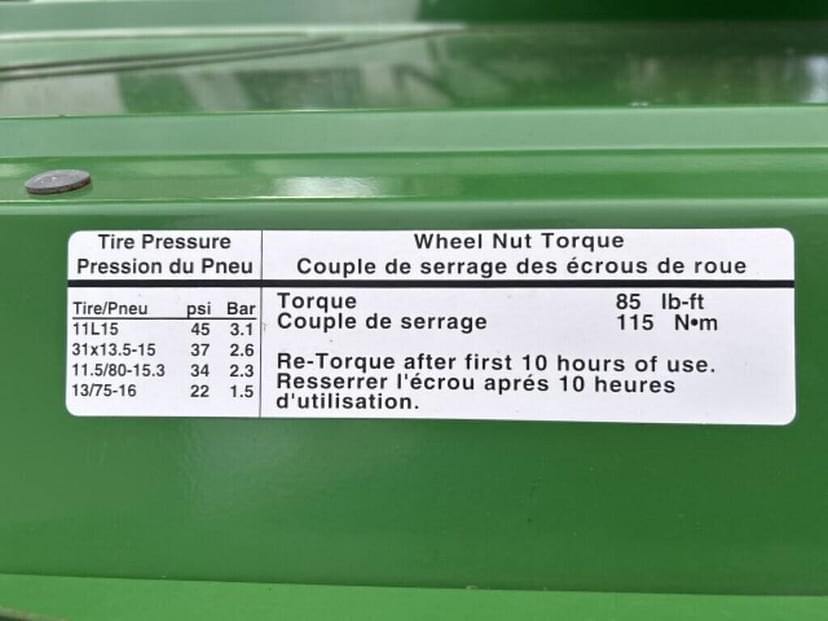 Tire Pressure
Pression du Pneu
Tire/Pneu psi Bar
11L15 45 3.1
31x13.5-15 37 2.6
11.5/80-15.3 34 2.3
13/75-16 22 1.5
Wheel Nut Torque
Couple de serrage des écrous de roue
Torque 85 lb-ft
Couple de serrage 115 N•m
Re-Torque after first 10 hours of use.
Resserrer l'écrou aprés 10 heures
d'utilisation.